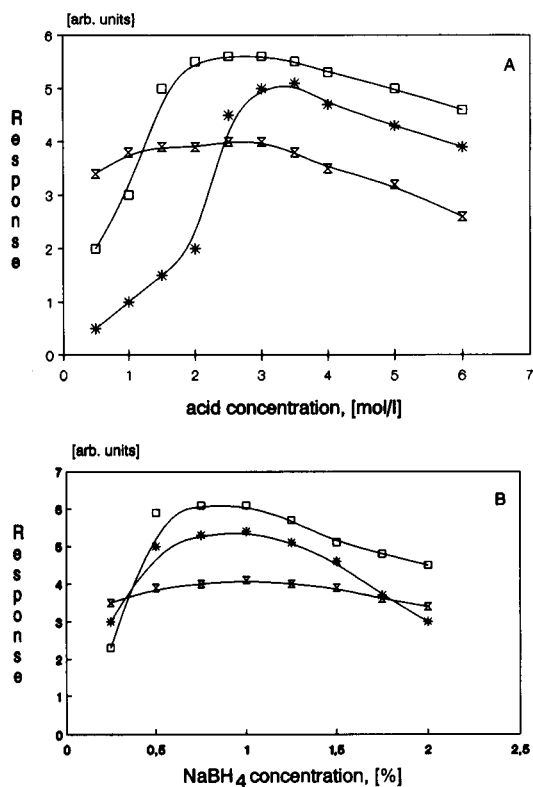 [arb. units]
A
Response
6
5
4
3
2
1
0
0 1 2 3 4 5 6 7
acid concentration, [mol/l]
[arb. units]
B
Response
7
6
5
4
3
2
1
0
0 0,5 1 1,5 2 2,5
NaBH4 concentration, [%]